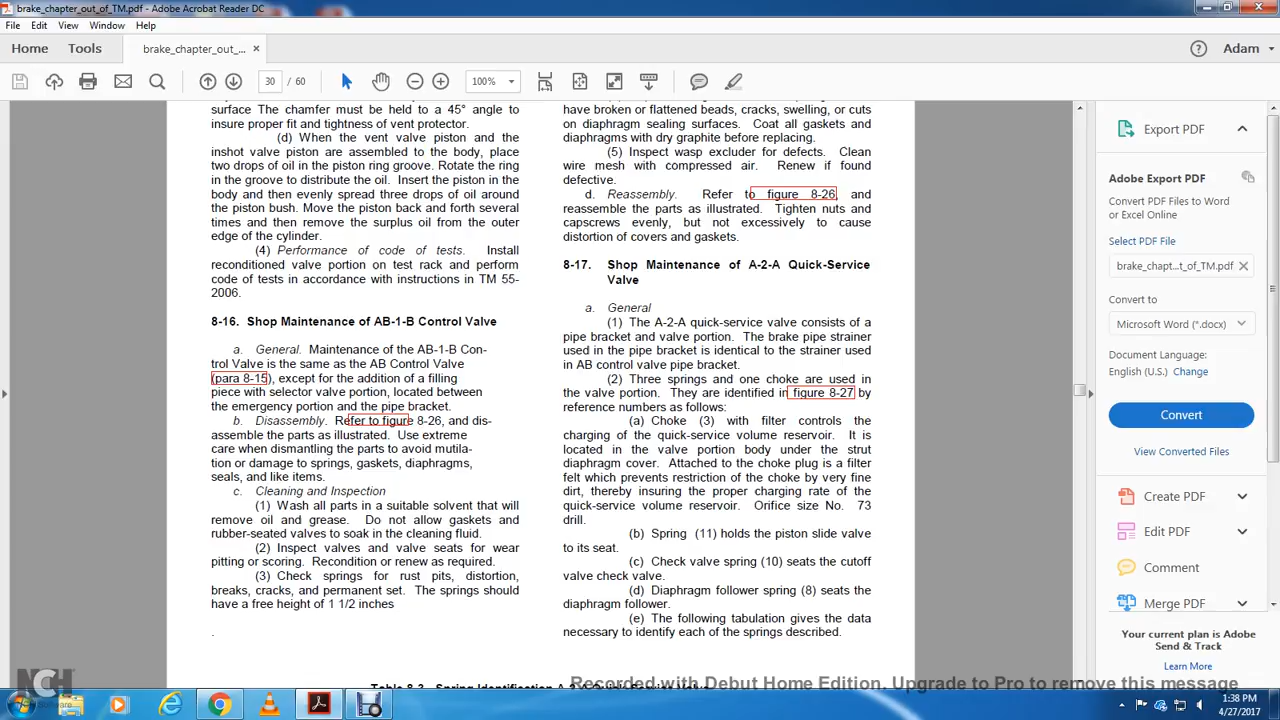 brake_chapter_out_of_TM.pdf - Adobe Acrobat Reader DC
File Edit View Window Help
Home Tools brake_chapter_out_... × Adam
30 / 60 100%
surface The chamfer must be held to a 45° angle to
insure proper fit and tightness of vent protector.
(d) When the vent valve piston and the
inshot valve piston are assembled to the body, place
two drops of oil in the piston ring groove. Rotate the ring
in the groove to distribute the oil. Insert the piston in the
body and then evenly spread three drops of oil around
the piston bush. Move the piston back and forth several
times and then remove the surplus oil from the outer
edge of the cylinder.
(4) Performance of code of tests. Install
reconditioned valve portion on test rack and perform
code of tests in accordance with instructions in TM 55-
2006.
8-16. Shop Maintenance of AB-1-B Control Valve
a. General. Maintenance of the AB-1-B Con-
trol Valve is the same as the AB Control Valve
(para 8-15), except for the addition of a filling
piece with selector valve portion, located between
the emergency portion and the pipe bracket.
b. Disassembly. Refer to figure 8-26, and dis-
assemble the parts as illustrated. Use extreme
care when dismantling the parts to avoid mutila-
tion or damage to springs, gaskets, diaphragms,
seals, and like items.
c. Cleaning and Inspection
(1) Wash all parts in a suitable solvent that will
remove oil and grease. Do not allow gaskets and
rubber-seated valves to soak in the cleaning fluid.
(2) Inspect valves and valve seats for wear
pitting or scoring. Recondition or renew as required.
(3) Check springs for rust pits, distortion,
breaks, cracks, and permanent set. The springs should
have a free height of 1 1/2 inches
.
have broken or flattened beads, cracks, swelling, or cuts
on diaphragm sealing surfaces. Coat all gaskets and
diaphragms with dry graphite before replacing.
(5) Inspect wasp excluder for defects. Clean
wire mesh with compressed air. Renew if found
defective.
d. Reassembly. Refer to figure 8-26, and
reassemble the parts as illustrated. Tighten nuts and
capscrews evenly, but not excessively to cause
distortion of covers and gaskets.
8-17. Shop Maintenance of A-2-A Quick-Service
Valve
a. General
(1) The A-2-A quick-service valve consists of a
pipe bracket and valve portion. The brake pipe strainer
used in the pipe bracket is identical to the strainer used
in AB control valve pipe bracket.
(2) Three springs and one choke are used in
the valve portion. They are identified in figure 8-27 by
reference numbers as follows:
(a) Choke (3) with filter controls the
charging of the quick-service volume reservoir. It is
located in the valve portion body under the strut
diaphragm cover. Attached to the choke plug is a filter
felt which prevents restriction of the choke by very fine
dirt, thereby insuring the proper charging rate of the
quick-service volume reservoir. Orifice size No. 73
drill.
(b) Spring (11) holds the piston slide valve
to its seat.
(c) Check valve spring (10) seats the cutoff
valve check valve.
(d) Diaphragm follower spring (8) seats the
diaphragm follower.
(e) The following tabulation gives the data
necessary to identify each of the springs described.
Export PDF
Adobe Export PDF
Convert PDF Files to Word
or Excel Online
Select PDF File
brake_chapt...t_of_TM.pdf ×
Convert to
Microsoft Word (*.docx)
Document Language:
English (U.S.) Change
Convert
View Converted Files
Create PDF
Edit PDF
Comment
Merge PDF
Your current plan is Adobe
Send & Track
Learn More
Recorded with Debut Home Edition. Upgrade to Pro to remove this message
NCH
Software
1:38 PM
4/27/2017